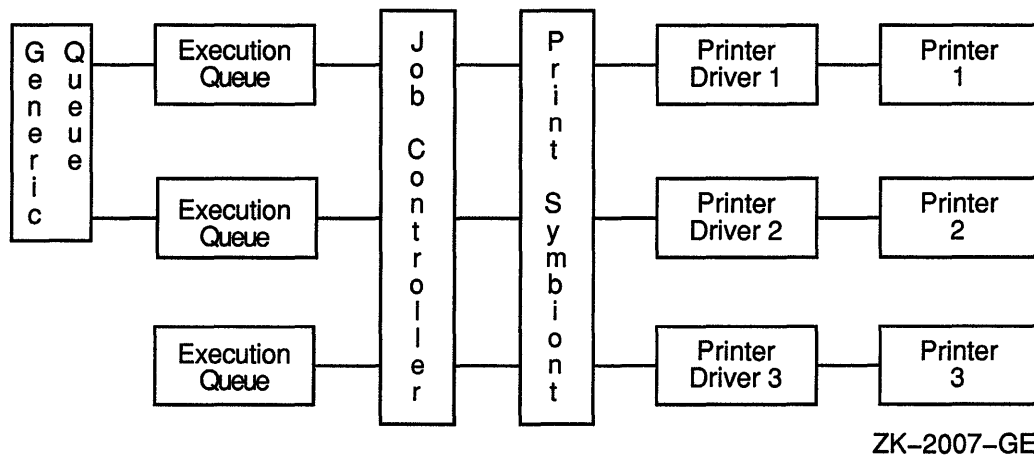 Generic
Queue
Execution
Queue
Execution
Queue
Execution
Queue
Job Controller
Print Symbiont
Printer
Driver 1
Printer
1
Printer
Driver 2
Printer
2
Printer
Driver 3
Printer
3
ZK–2007–GE